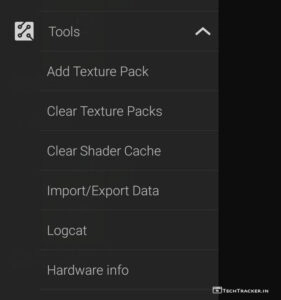 Tools
Add Texture Pack
Clear Texture Packs
Clear Shader Cache
Import/Export Data
Logcat
Hardware info
TechTracker.in